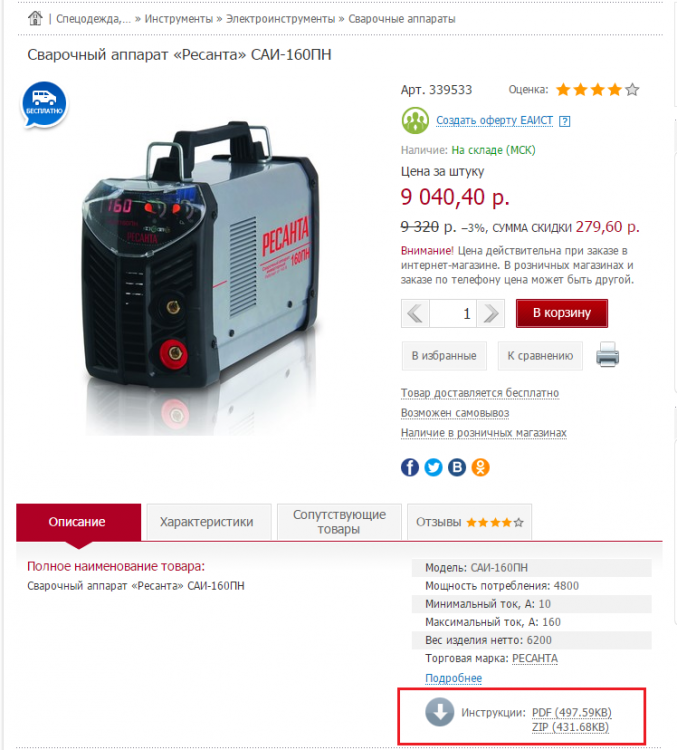 | Спецодежда,... » Инструменты » Электроинструменты » Сварочные аппараты
Сварочный аппарат «Ресанта» САИ-160ПН
БЕСПЛАТНО
160
РЕСАНТА
РЕСАНТА
160ПН
Арт. 339533 Оценка:
Создать оферту ЕАИСТ [?]
Наличие: На складе (МСК)
Цена за штуку
9 040,40 р.
9 320 р. –3%, СУММА СКИДКИ 279,60 р.
Внимание! Цена действительна при заказе в
интернет-магазине. В розничных магазинах и
заказе по телефону цена может быть другой.
1 В корзину
В избранные К сравнению
Товар доставляется бесплатно
Возможен самовывоз
Наличие в розничных магазинах
Описание Характеристики Сопутствующие товары Отзывы
Полное наименование товара:
Сварочный аппарат «Ресанта» САИ-160ПН
Модель: САИ-160ПН
Мощность потребления: 4800
Минимальный ток, А: 10
Максимальный ток, А: 160
Вес изделия нетто: 6200
Торговая марка: РЕСАНТА
Подробнее
Инструкции: PDF (497.59KB)
ZIP (431.68KB)